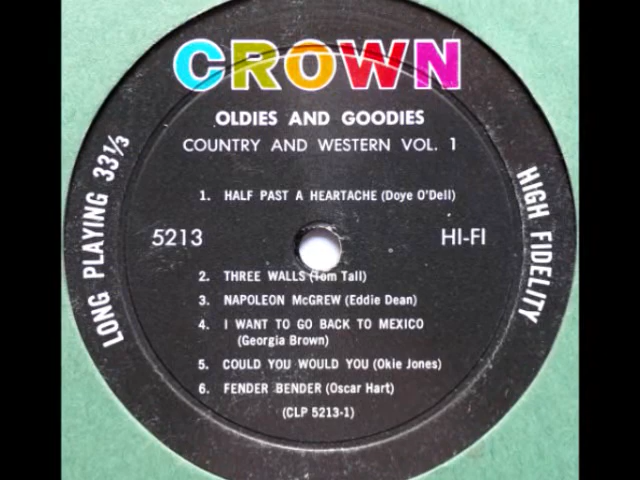 CROWN
OLDIES AND GOODIES
COUNTRY AND WESTERN VOL. 1
LONG PLAYING 33⅓
HIGH FIDELITY
1. HALF PAST A HEARTACHE (Doye O'Dell)
5213
HI-FI
2. THREE WALLS (Tom Tall)
3. NAPOLEON McGREW (Eddie Dean)
4. I WANT TO GO BACK TO MEXICO
(Georgia Brown)
5. COULD YOU WOULD YOU (Okie Jones)
6. FENDER BENDER (Oscar Hart)
(CLP 5213-1)